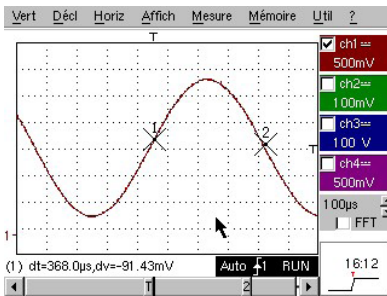 Vert Décl Horiz Affich Mesure Mémoire Util ?
T
ch1
500mV
ch2
100mV
ch3
100 V
ch4
500mV
1
2
T
100µs
FFT
1
(1) dt=368.0µs,dv=-91.43mV Auto 1 RUN
16:12
T
2